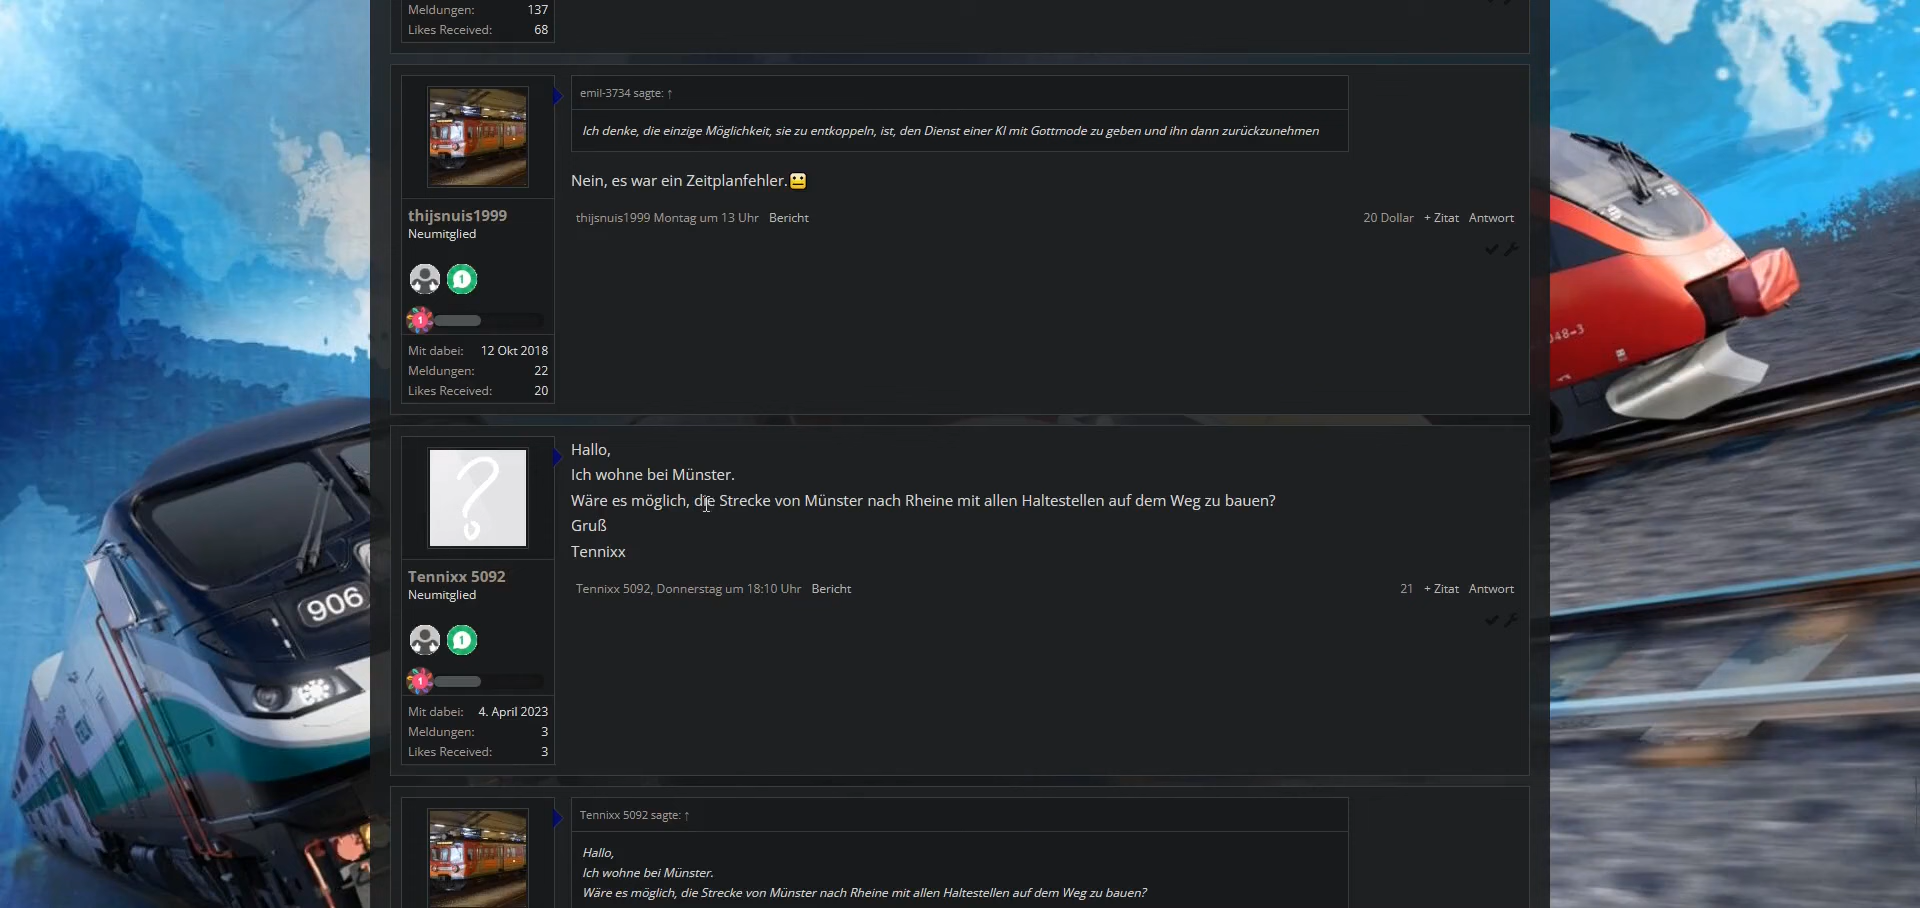 Meldungen: 137
Likes Received: 68
emil-3734 sagte: ↑
Ich denke, die einzige Möglichkeit, sie zu entkoppeln, ist, den Dienst einer KI mit Gottmode zu geben und ihn dann zurückzunehmen
Nein, es war ein Zeitplanfehler.
thijsnuis1999 Montag um 13 Uhr Bericht 20 Dollar + Zitat Antwort
thijsnuis1999
Neumitglied
1
1
Mit dabei: 12 Okt 2018
Meldungen: 22
Likes Received: 20
Hallo,
Ich wohne bei Münster.
Wäre es möglich, die Strecke von Münster nach Rheine mit allen Haltestellen auf dem Weg zu bauen?
Gruß
Tennixx
Tennixx 5092, Donnerstag um 18:10 Uhr Bericht 21 + Zitat Antwort
?
Tennixx 5092
Neumitglied
1
1
Mit dabei: 4. April 2023
Meldungen: 3
Likes Received: 3
Tennixx 5092 sagte: ↑
Hallo,
Ich wohne bei Münster.
Wäre es möglich, die Strecke von Münster nach Rheine mit allen Haltestellen auf dem Weg zu bauen?
906
048-3